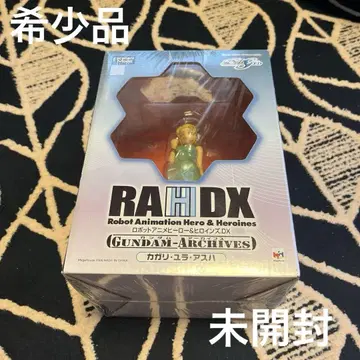 希少品
RAHDX
Robot Animation Hero & Heroines
ロボットアニメヒーロー&ヒロインズDX
GUNDAM-ARCHIVES
カガリ・ユラ・アスハ
未開封